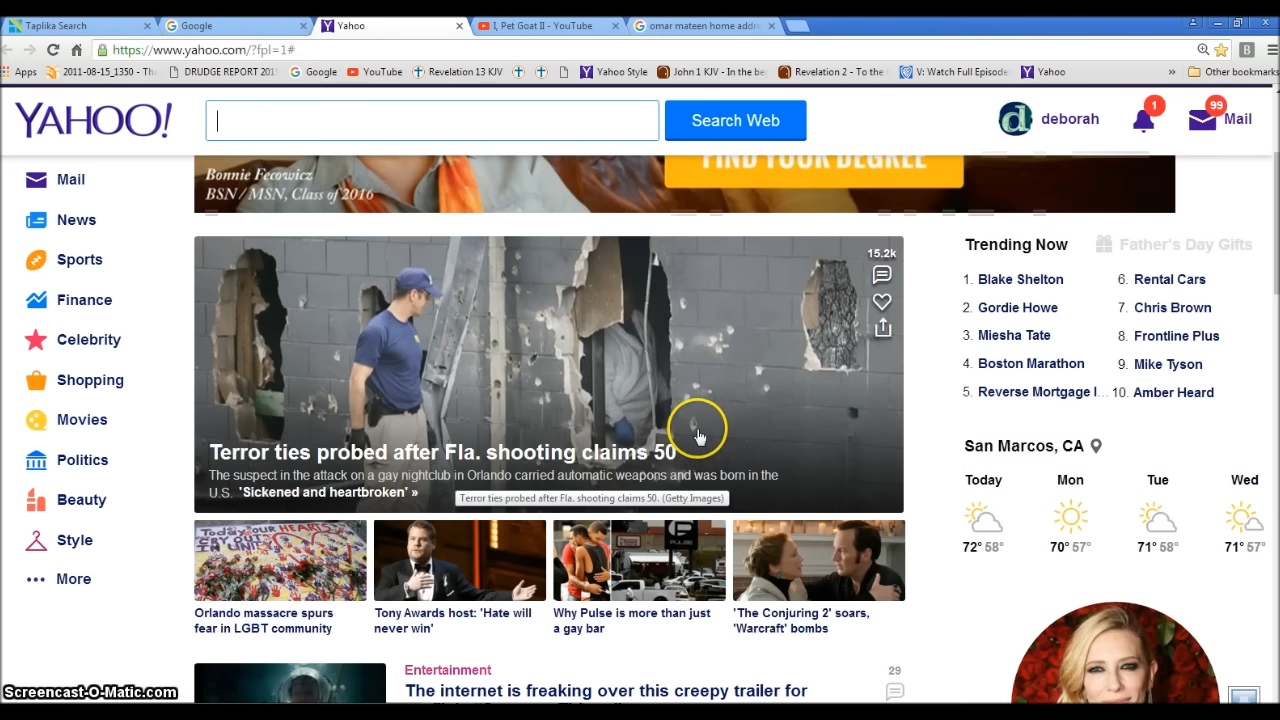 Taplika Search
Google
Yahoo
I, Pet Goat II - YouTube
omar mateen home addr
https://www.yahoo.com/?fpl=1#
Apps
2011-08-15_1350 - Th
DRUDGE REPORT 201
Google
YouTube
Revelation 13 KJV
Yahoo Style
John 1 KJV - In the be
Revelation 2 - To the
V: Watch Full Episode
Yahoo
»
Other bookmarks
YAHOO!
Search Web
d deborah
1
99
Mail
FIND YOUR DEGREE
Bonnie Fecowicz
BSN / MSN, Class of 2016
Mail
News
Sports
Finance
Celebrity
Shopping
Movies
Politics
Beauty
Style
More
15.2k
Terror ties probed after Fla. shooting claims 50
The suspect in the attack on a gay nightclub in Orlando carried automatic weapons and was born in the
U.S. 'Sickened and heartbroken' »
Terror ties probed after Fla. shooting claims 50. (Getty Images)
Today OUR HEARTS
CRY OUT
IN UNITY
PULSE
Orlando massacre spurs
fear in LGBT community
Tony Awards host: 'Hate will
never win'
Why Pulse is more than just
a gay bar
'The Conjuring 2' soars,
'Warcraft' bombs
Entertainment
29
The internet is freaking over this creepy trailer for
Trending Now
Father's Day Gifts
1. Blake Shelton
2. Gordie Howe
3. Miesha Tate
4. Boston Marathon
5. Reverse Mortgage I...
6. Rental Cars
7. Chris Brown
8. Frontline Plus
9. Mike Tyson
10. Amber Heard
San Marcos, CA
Today Mon Tue Wed
72° 58° 70° 57° 71° 58° 71° 57°
Screencast-O-Matic.com